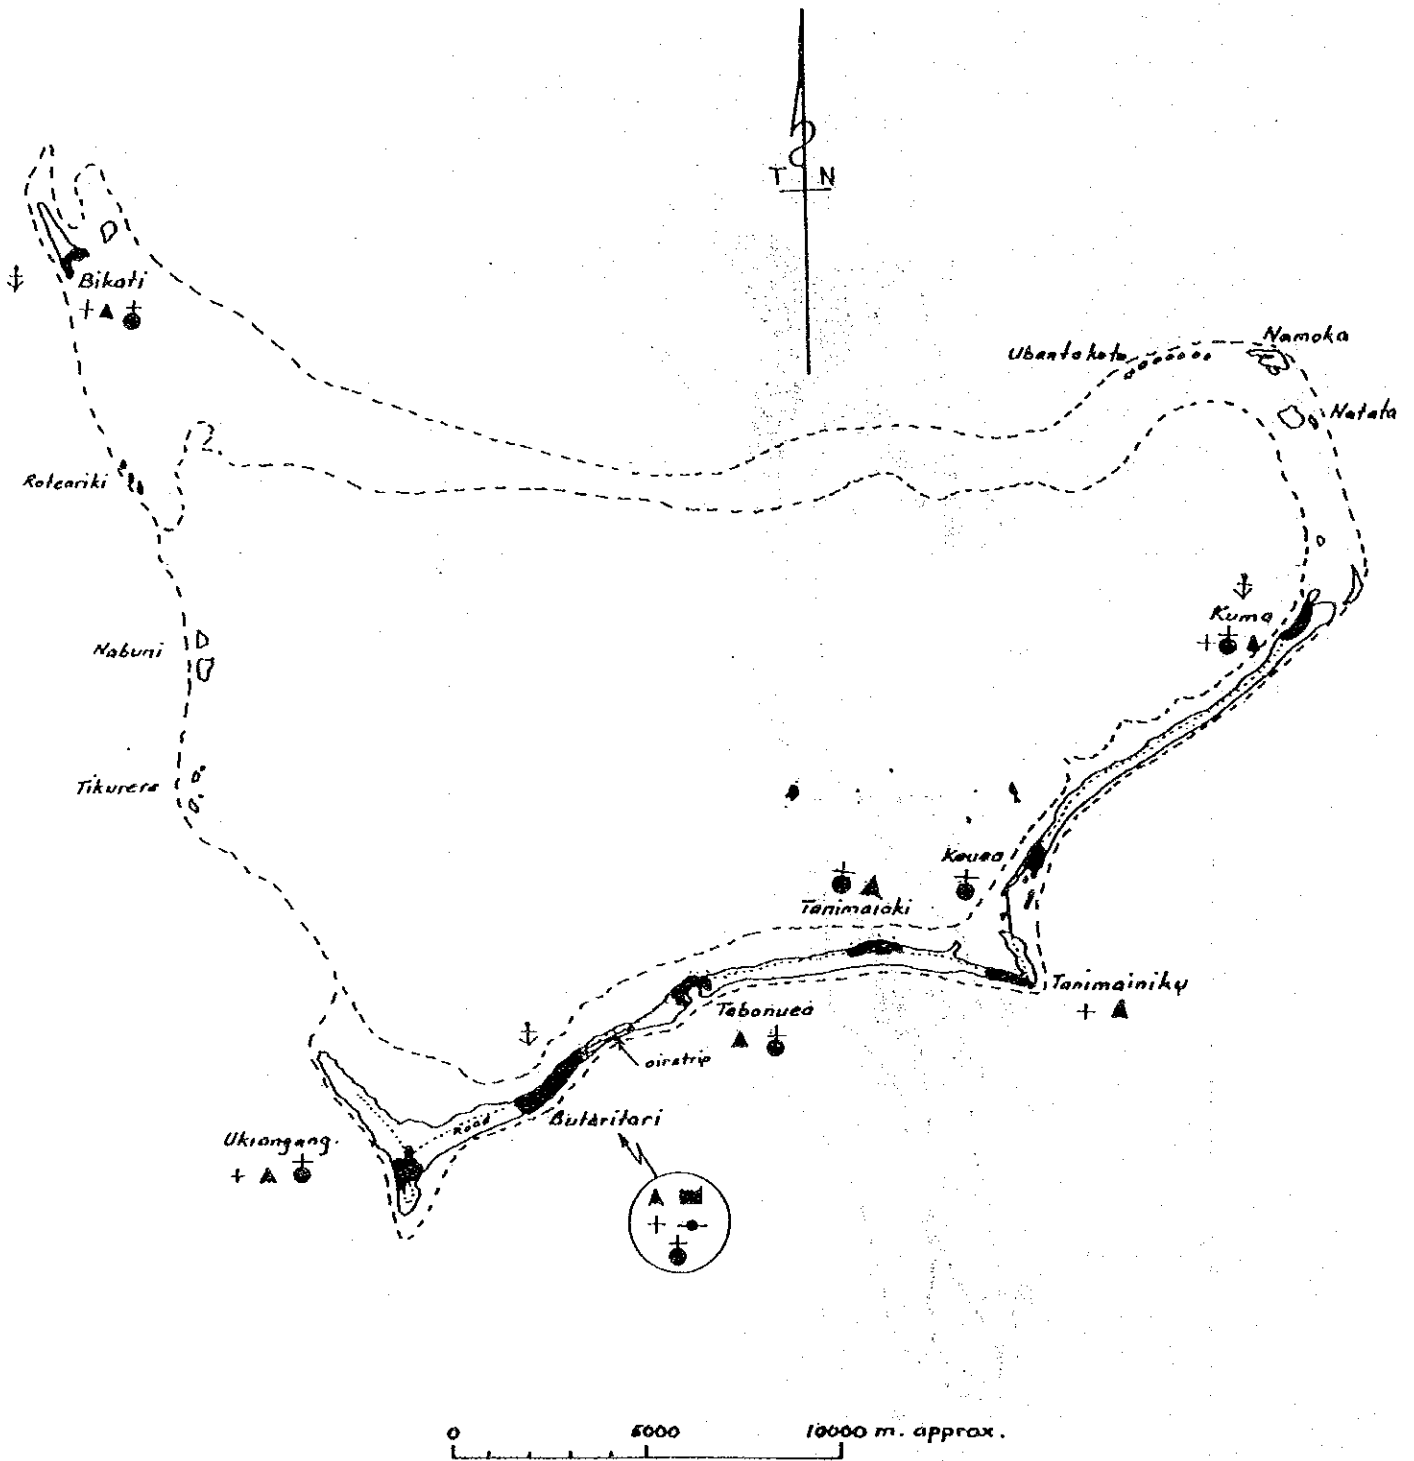 T N
Bikati
Namoka
Ubantakoto
Natata
Roteariki
Kuma
Nabuni
Tikurere
Keuea
Tanimaiaki
Tanimainiku
Tabonuea
airstrip
Butaritari
Road
Ukiangang.
0 5000 10000 m. approx.